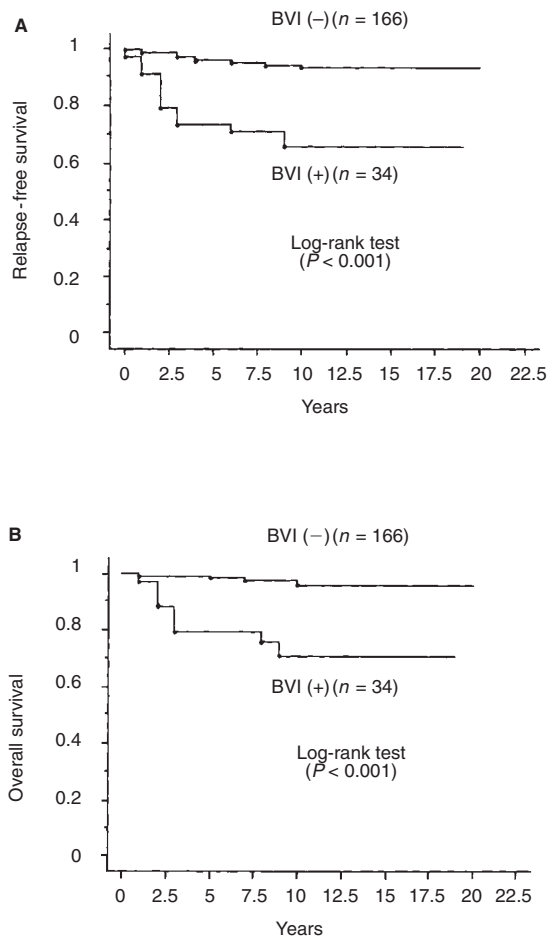 A
BVI (–) (n = 166)
1
0.8
0.6
0.4
0.2
0
Relapse-free survival
BVI (+) (n = 34)
Log-rank test
(P < 0.001)
0 2.5 5 7.5 10 12.5 15 17.5 20 22.5
Years
B
BVI (−) (n = 166)
1
0.8
0.6
0.4
0.2
0
Overall survival
BVI (+) (n = 34)
Log-rank test
(P < 0.001)
0 2.5 5 7.5 10 12.5 15 17.5 20 22.5
Years